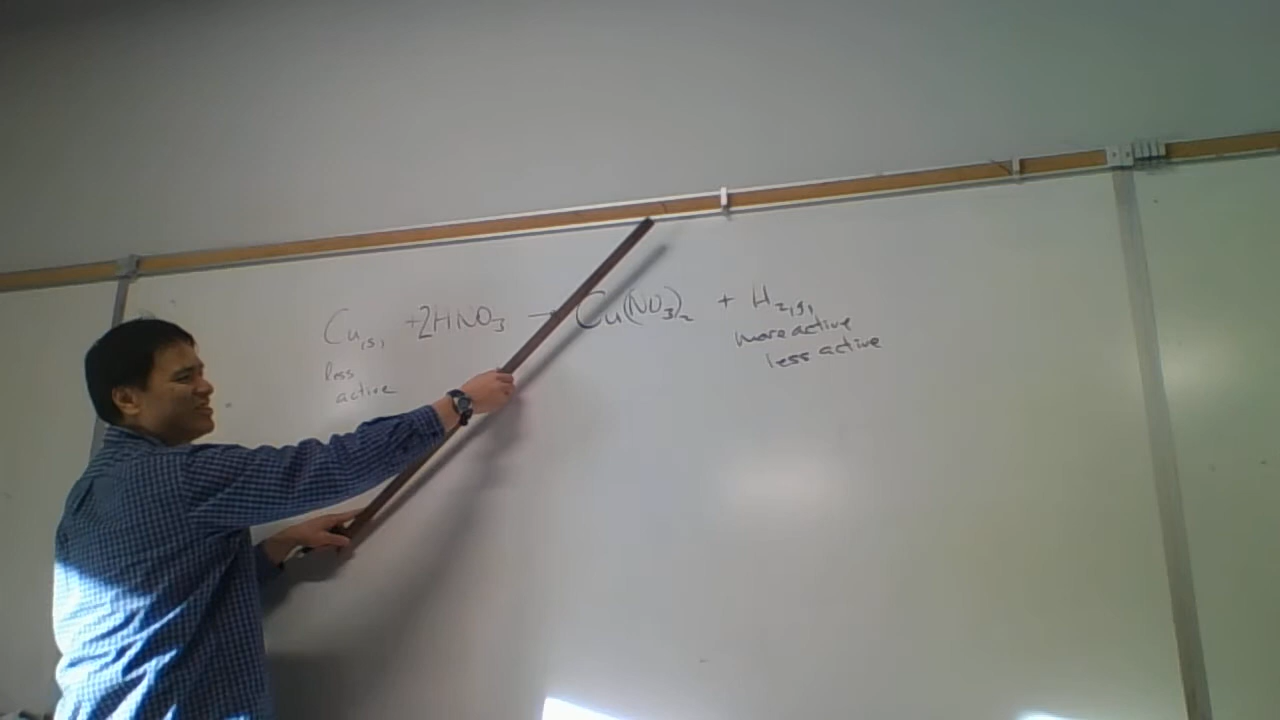 Cu(s) + 2HNO3 → Cu(NO3)2 + H2(g)
less
active
more active
less active